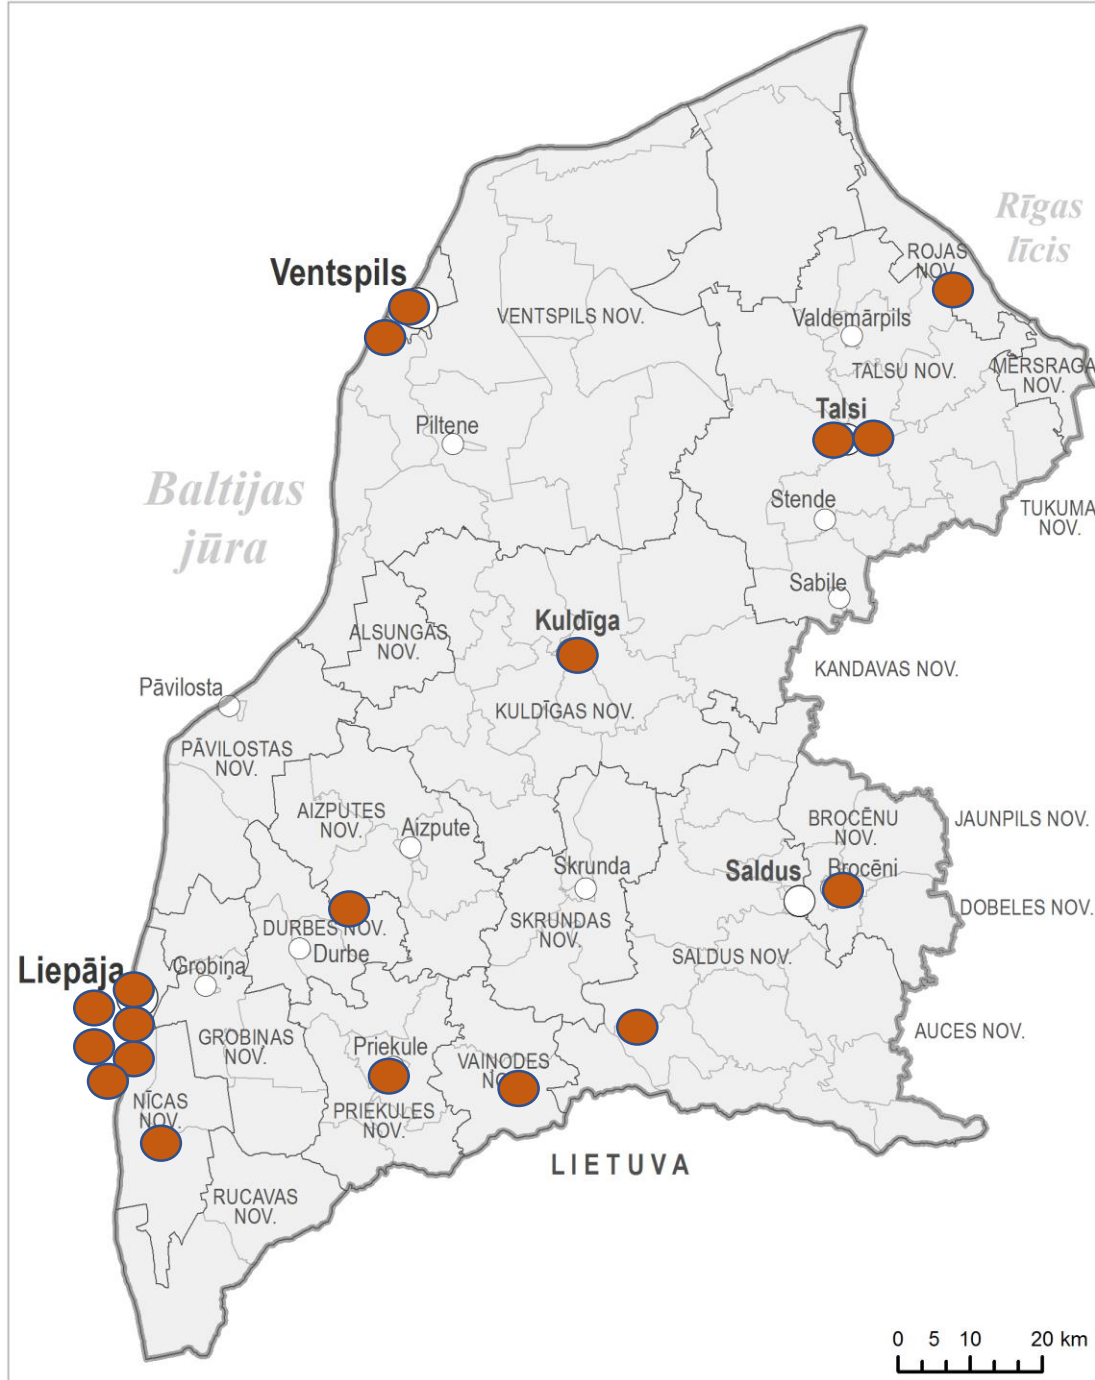 Rīgas
līcis
ROJAS
NOV.
Ventspils
VENTSPILS NOV.
Valdemārpils
TALSU NOV.
MĒRSRAGA
NOV.
Talsi
Piltene
Baltijas
jūra
Stende
TUKUMA
NOV.
Sabile
Kuldīga
ALSUNGAS
NOV.
KANDAVAS NOV.
Pāvilosta
KULDĪGAS NOV.
PĀVILOSTAS
NOV.
AIZPUTES
NOV.
Aizpute
BROCĒNU
NOV.
JAUNPILS NOV.
Skrunda
Saldus
Brocēni
SKRUNDAS
NOV.
DOBELES NOV.
DURBES NOV.
Durbe
SALDUS NOV.
Liepāja
Grobiņa
AUCES NOV.
GROBIŅAS
NOV.
Priekule
VAIŅODES
NOV.
NĪCAS
NOV.
PRIEKULES
NOV.
LIETUVA
RUCAVAS
NOV.
0 5 10 20 km